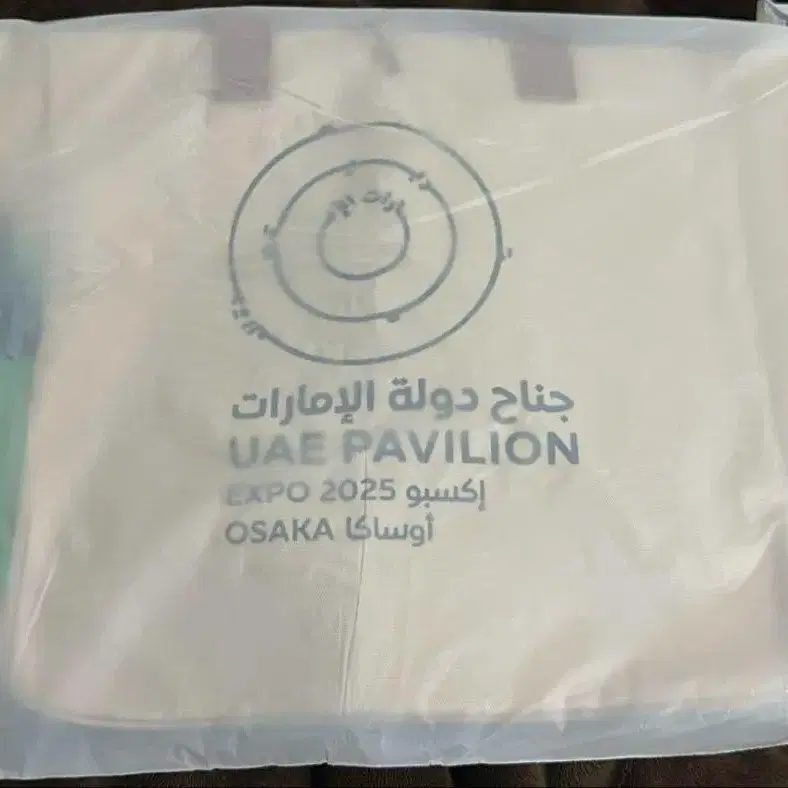 جناح دولة الإمارات
UAE PAVILION
EXPO 2025 إكسبو
OSAKA أوساكا